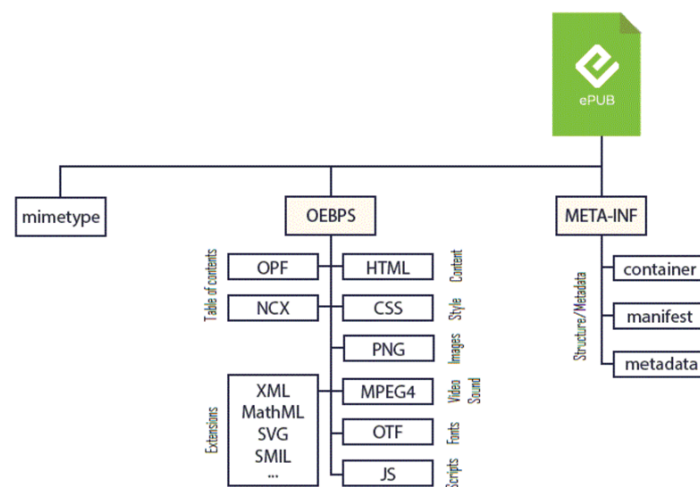 ePUB
mimetype
OEBPS
META-INF
Table of contents
OPF
HTML
Content
NCX
CSS
Style
PNG
Images
Extensions
XML
MathML
SVG
SMIL
...
MPEG4
Video
Sound
OTF
Fonts
JS
Scripts
Structure/Metadata
container
manifest
metadata